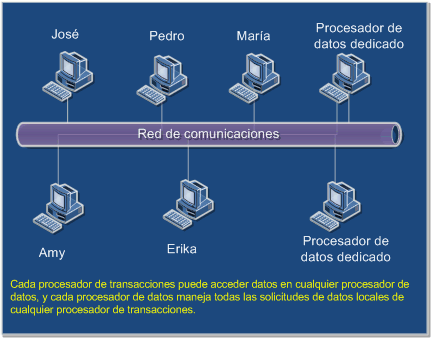 José
Pedro
María
Procesador de
datos dedicado
Red de comunicaciones
Amy
Erika
Procesador de
datos dedicado
Cada procesador de transacciones puede acceder datos en cualquier procesador de
datos, y cada procesador de datos maneja todas las solicitudes de datos locales de
cualquier procesador de transacciones.